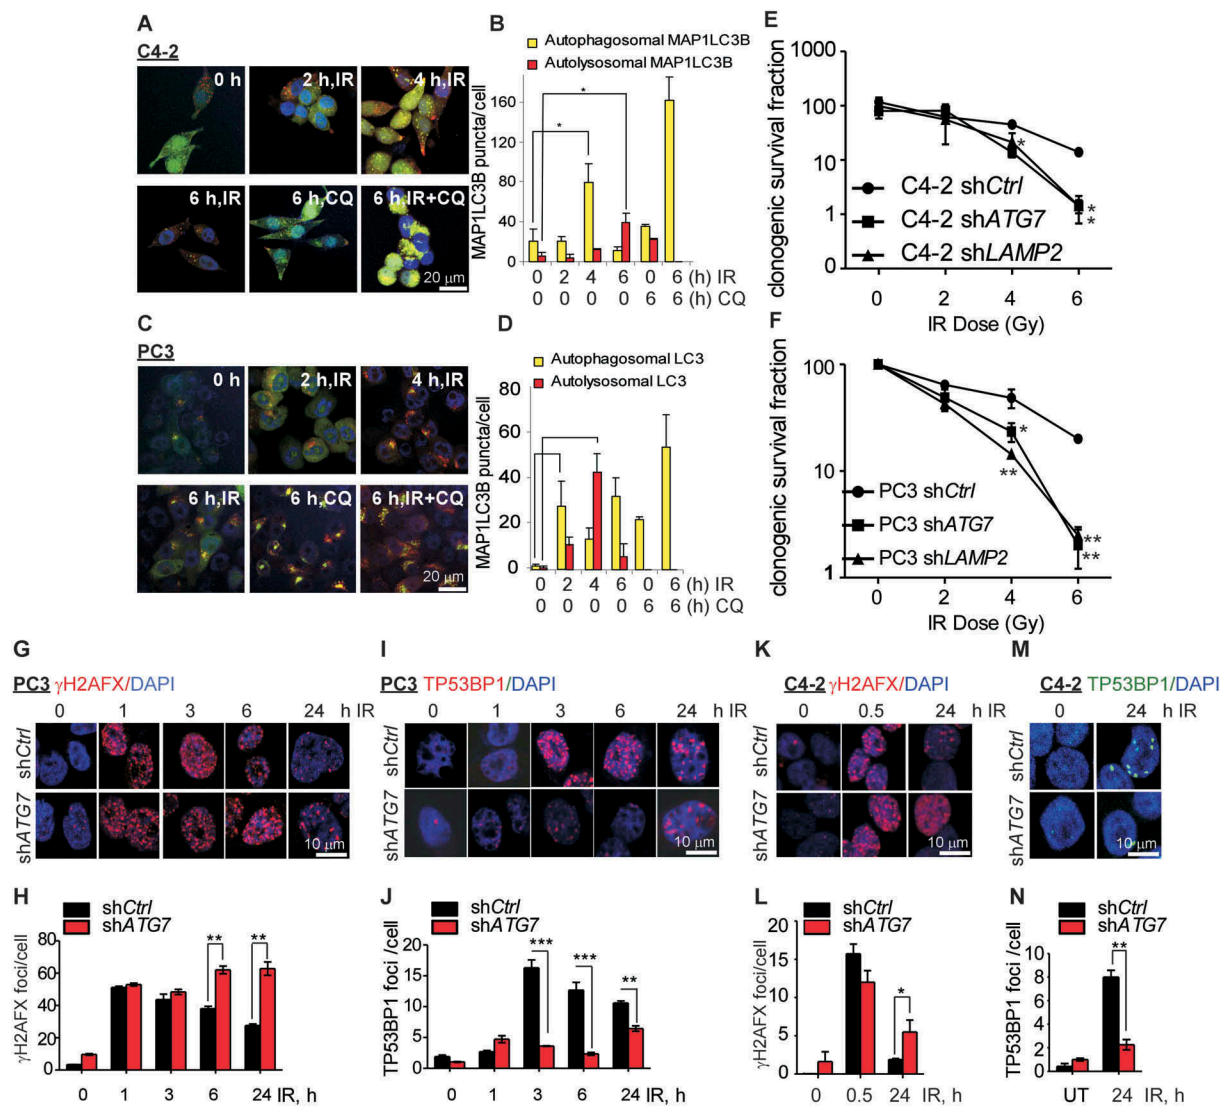 A
C4-2
0 h
2 h,IR
4 h,IR
6 h,IR
6 h,CQ
6 h,IR+CQ
20 μm
B
Autophagosomal MAP1LC3B
Autolysosomal MAP1LC3B
MAP1LC3B puncta/cell
160
120
80
40
0
*
*
0 2 4 6 0 6 (h) IR
0 0 0 0 6 6 (h) CQ
C
PC3
0 h
2 h,IR
4 h,IR
6 h,IR
6 h,CQ
6 h,IR+CQ
20 μm
D
Autophagosomal LC3
Autolysosomal LC3
MAP1LC3B puncta/cell
80
60
40
20
0
0 2 4 6 0 6 (h) IR
0 0 0 0 6 6 (h) CQ
E
clonogenic survival fraction
1000
100
10
1
0
C4-2 shCtrl
C4-2 shATG7
C4-2 shLAMP2
*
*
*
0 2 4 6
IR Dose (Gy)
F
clonogenic survival fraction
100
10
1
PC3 shCtrl
PC3 shATG7
PC3 shLAMP2
*
**
**
**
0 2 4 6
IR Dose (Gy)
G
PC3 γH2AFX/DAPI
0 1 3 6 24 h IR
shCtrl
shATG7
10 μm
I
PC3 TP53BP1/DAPI
0 1 3 6 24 h IR
shCtrl
shATG7
10 μm
K
C4-2 γH2AFX/DAPI
0 0.5 24 h IR
shCtrl
shATG7
10 μm
M
C4-2 TP53BP1/DAPI
0 24 h IR
shCtrl
shATG7
10 μm
H
shCtrl
shATG7
γH2AFX foci/cell
80
60
40
20
0
**
**
0 1 3 6 24 IR, h
J
shCtrl
shATG7
TP53BP1 foci /cell
20
15
10
5
0
***
***
**
0 1 3 6 24 IR, h
L
shCtrl
shATG7
γH2AFX foci/cell
20
15
10
5
0
*
0 0.5 24 IR, h
N
shCtrl
shATG7
TP53BP1 foci /cell
10
8
6
4
2
0
**
UT 24 IR, h